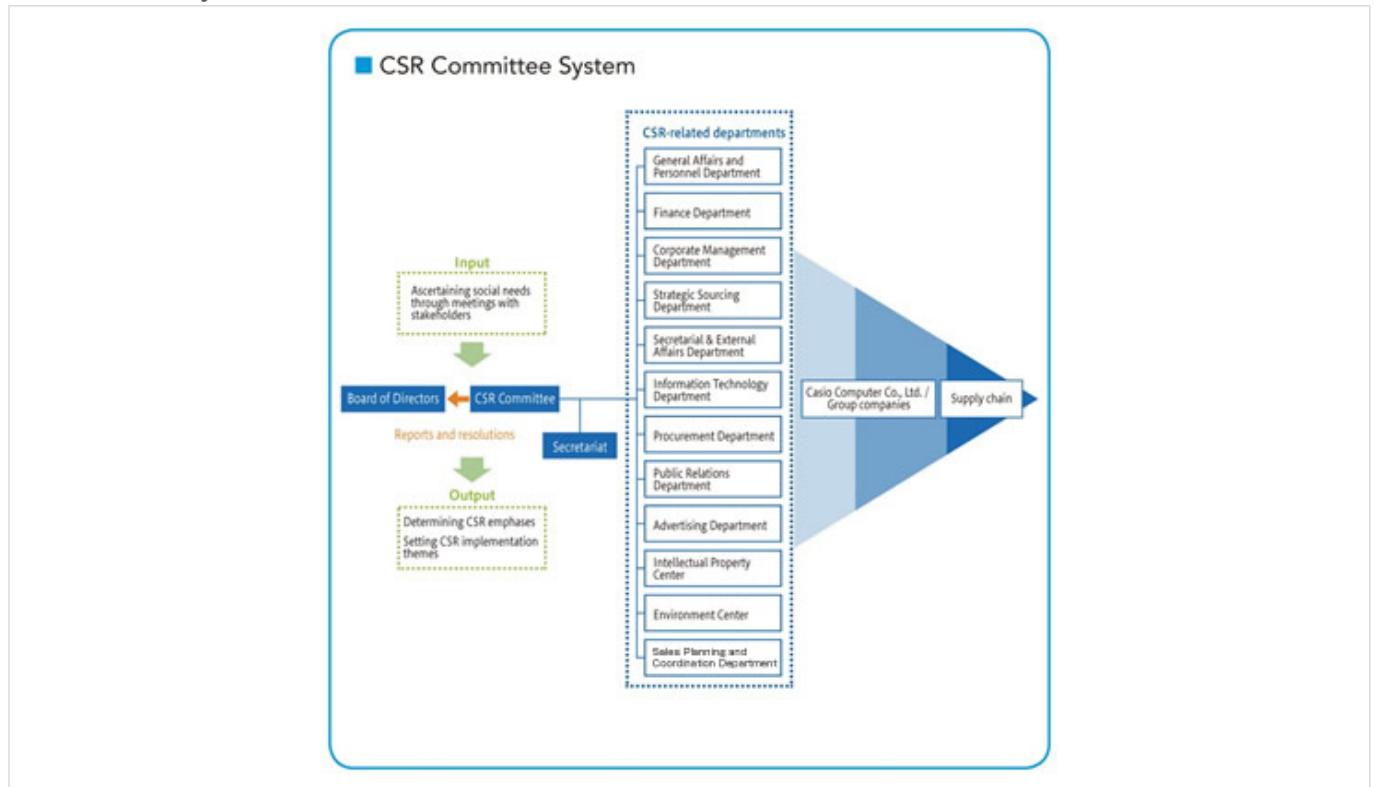 CSR Committee System
CSR-related departments
General Affairs and
Personnel Department
Finance Department
Corporate Management
Department
Strategic Sourcing
Department
Secretarial & External
Affairs Department
Information Technology
Department
Procurement Department
Public Relations
Department
Advertising Department
Intellectual Property
Center
Environment Center
Sales Planning and
Coordination Department
Input
Ascertaining social needs
through meetings with
stakeholders
Board of Directors
CSR Committee
Secretariat
Reports and resolutions
Output
Determining CSR emphases
Setting CSR implementation
themes
Casio Computer Co., Ltd. /
Group companies
Supply chain